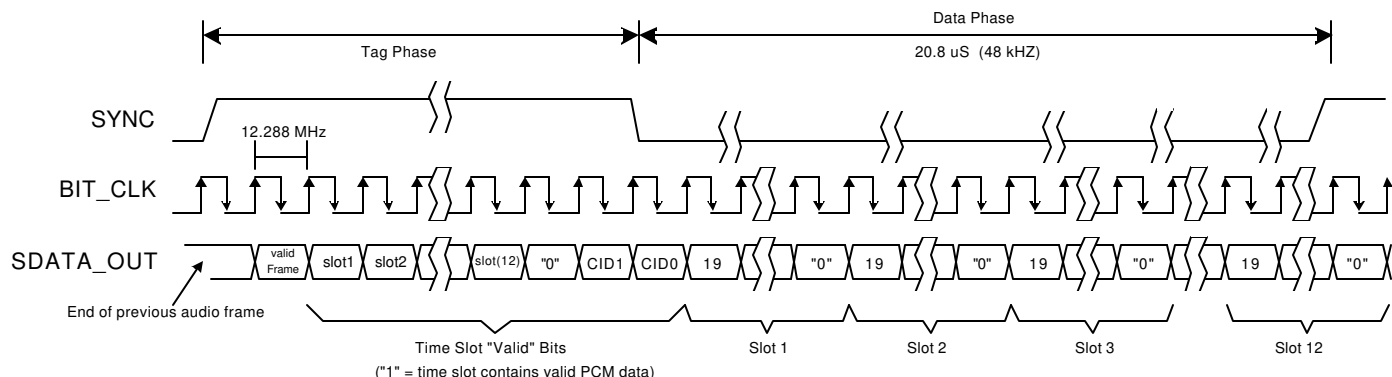 Data Phase
Tag Phase
20.8 uS (48 kHZ)
SYNC
12.288 MHz
BIT_CLK
SDATA_OUT
valid Frame slot1 slot2 slot(12) "0" CID1 CID0 19 "0" 19 "0" 19 "0" 19 "0"
End of previous audio frame
Time Slot "Valid" Bits
("1" = time slot contains valid PCM data)
Slot 1
Slot 2
Slot 3
Slot 12